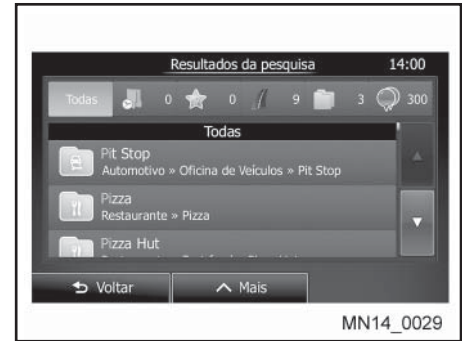 Resultados da pesquisa 14:00
Todas 0 0 9 3 300
Todas
Pit Stop
Automotivo » Oficina de Veículos » Pit Stop
Pizza
Restaurante » Pizza
Pizza Hut
Voltar Mais
MN14_0029